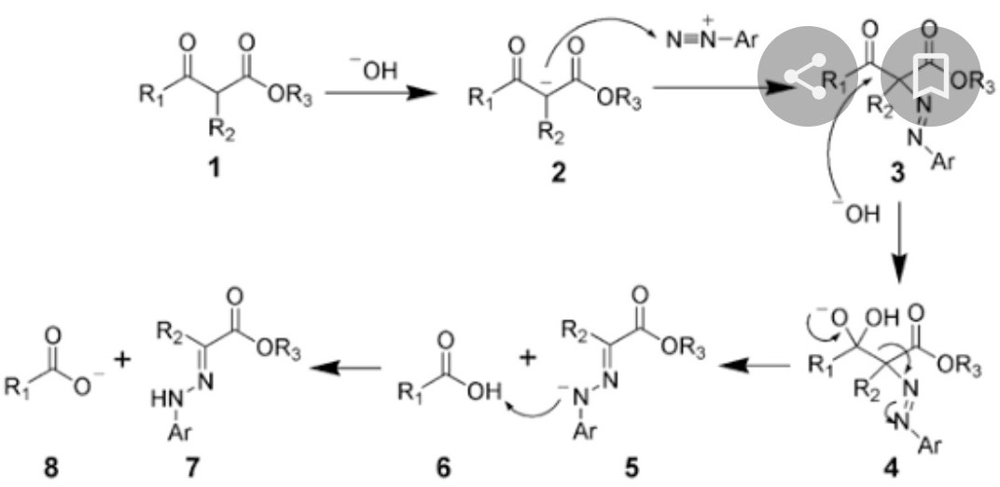 O O
R1 OR3
R2
1
⁻OH
O O
R1 − OR3
R2
2
N≡N⁺−Ar
O O
R1 OR3
R2 N
N
Ar
3
⁻OH
⁻O OH O
R1 OR3
R2 N
N
Ar
4
O
R2 OR3
⁻N N
Ar
5
+
O
R1 OH
6
O
R2 OR3
HN N
Ar
7
+
O
R1 O⁻
8